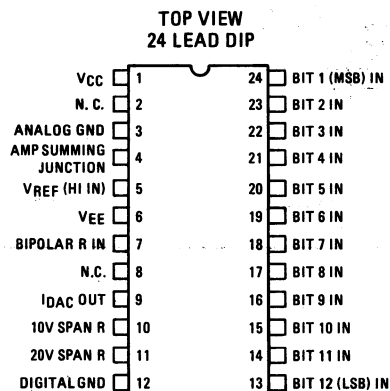 TOP VIEW
24 LEAD DIP
VCC 1 24 BIT 1 (MSB) IN
N. C. 2 23 BIT 2 IN
ANALOG GND 3 22 BIT 3 IN
AMP SUMMING
JUNCTION 4 21 BIT 4 IN
VREF (HI IN) 5 20 BIT 5 IN
VEE 6 19 BIT 6 IN
BIPOLAR R IN 7 18 BIT 7 IN
N.C. 8 17 BIT 8 IN
IDAC OUT 9 16 BIT 9 IN
10V SPAN R 10 15 BIT 10 IN
20V SPAN R 11 14 BIT 11 IN
DIGITAL GND 12 13 BIT 12 (LSB) IN